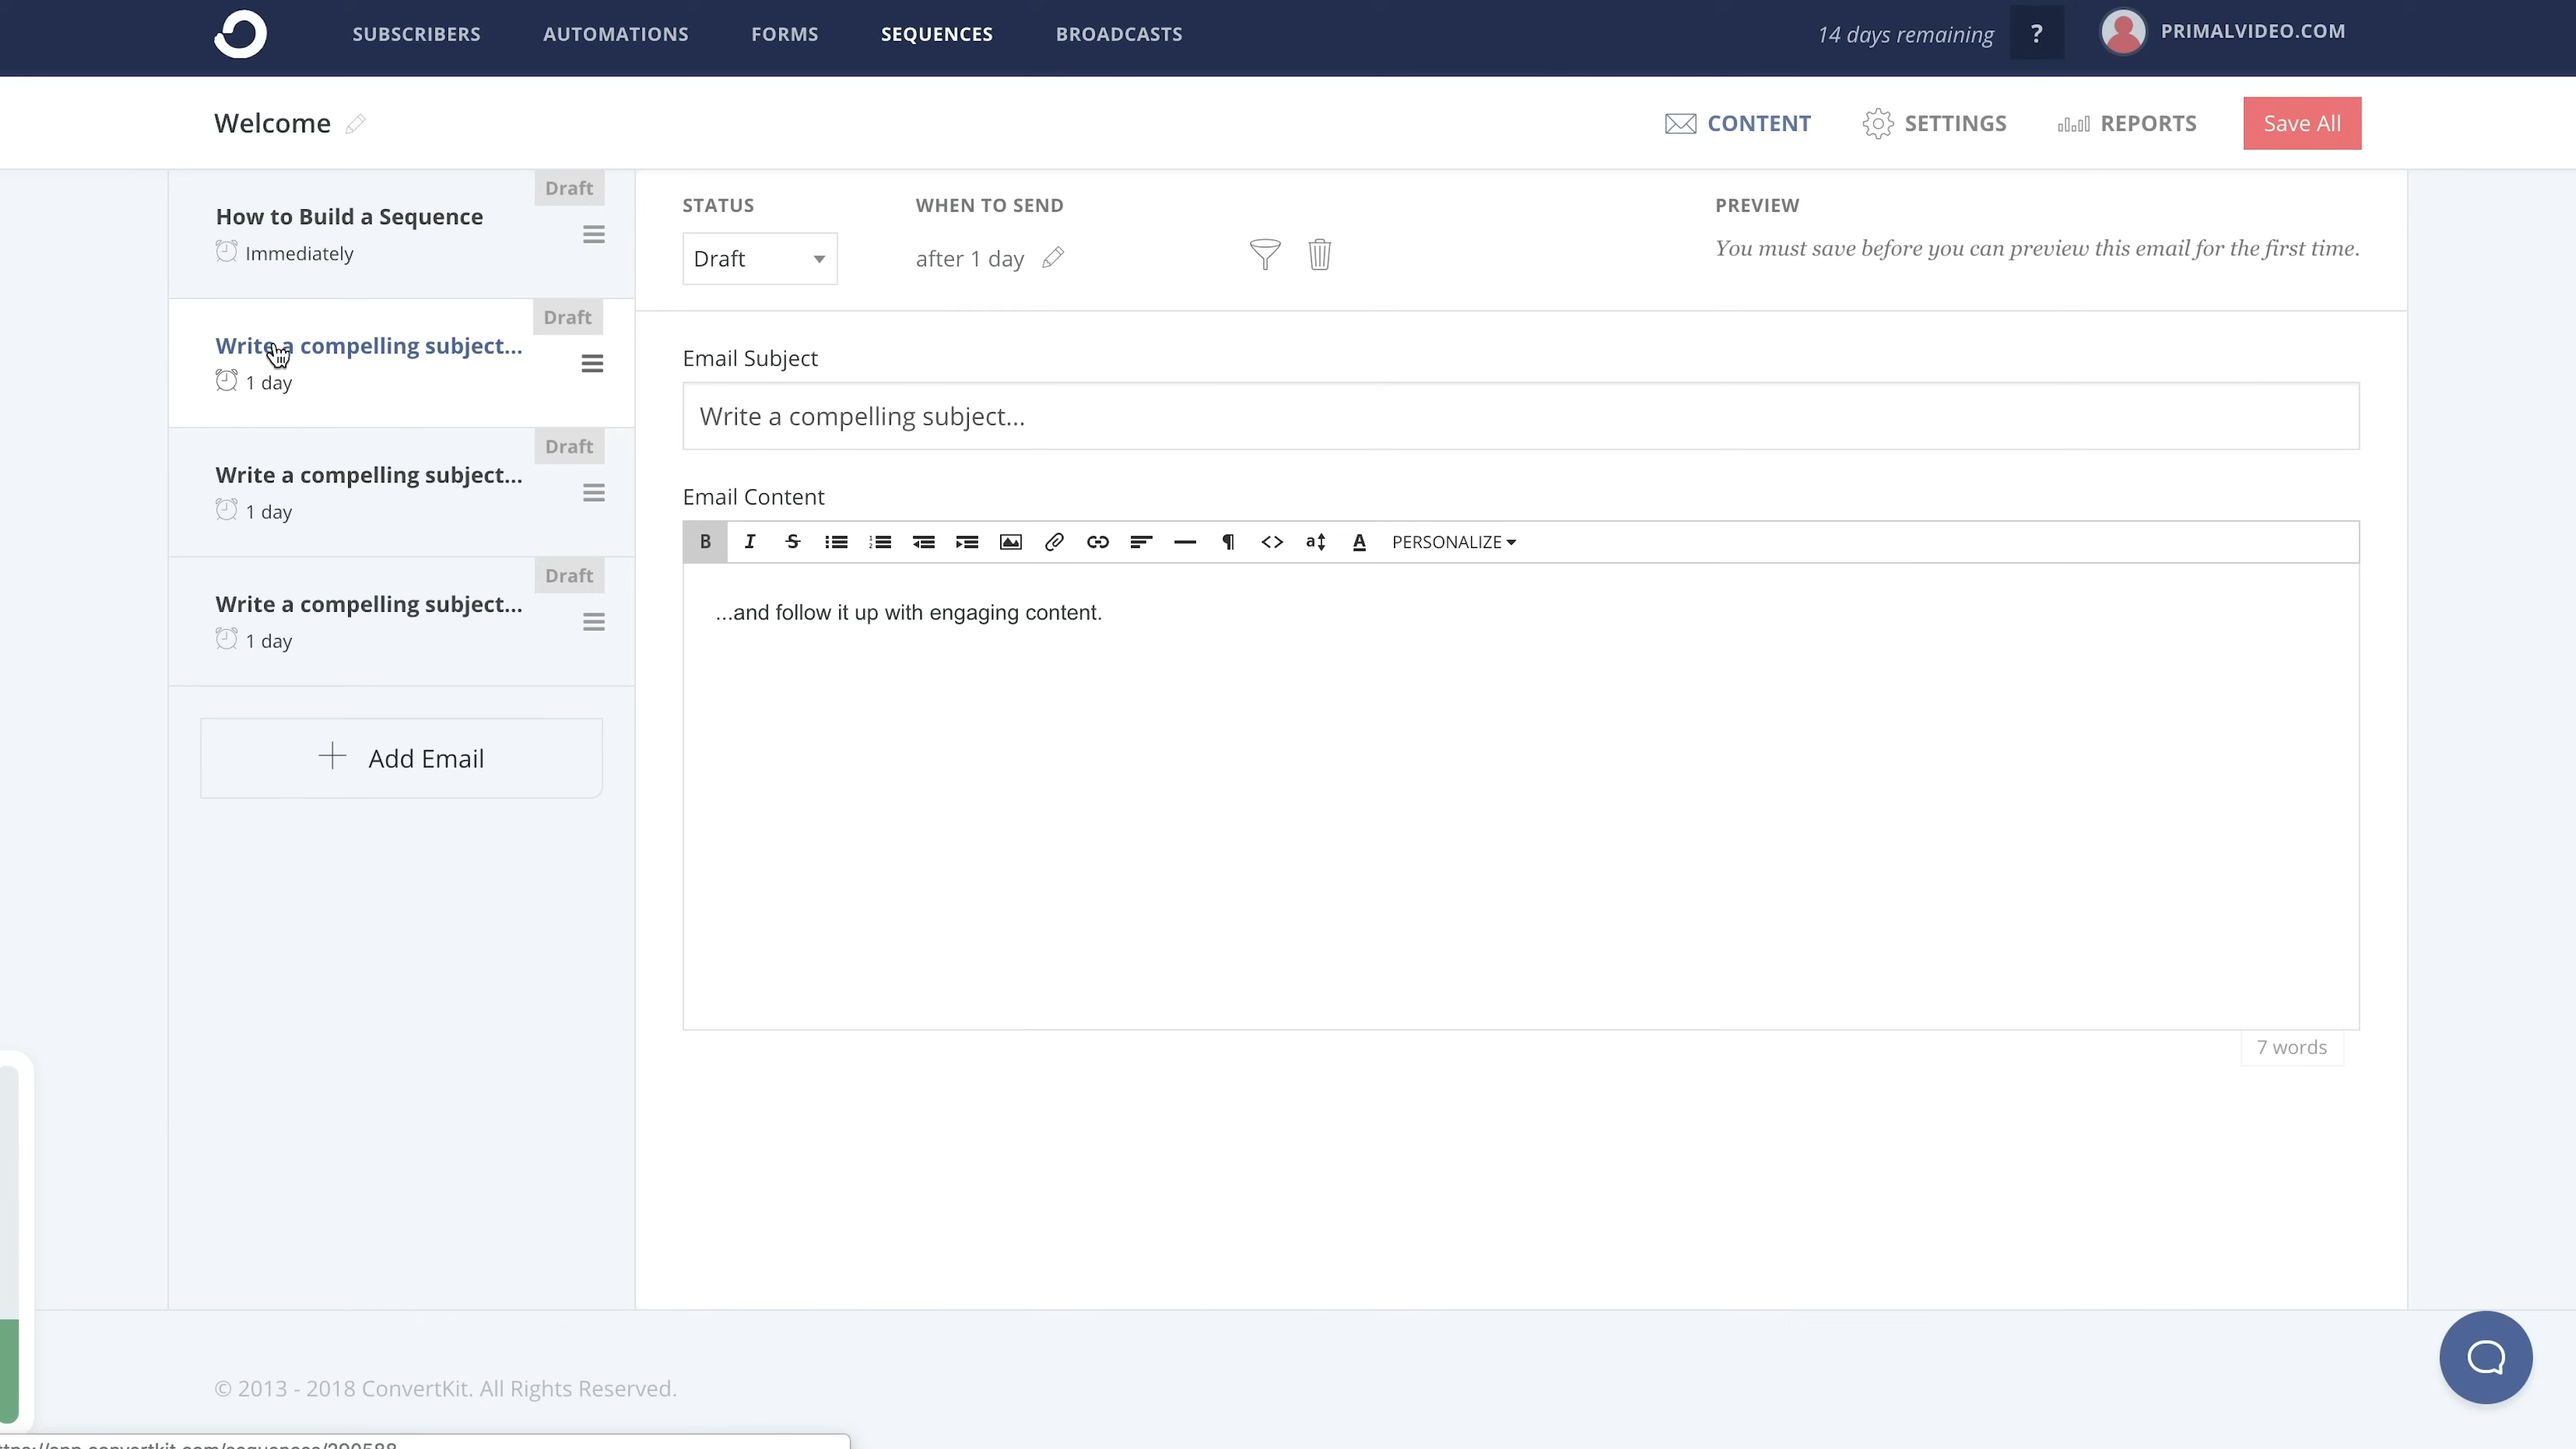 SUBSCRIBERS AUTOMATIONS FORMS SEQUENCES BROADCASTS 14 days remaining ? PRIMALVIDEO.COM
Welcome CONTENT SETTINGS REPORTS Save All
Draft
How to Build a Sequence
Immediately
Draft
Write a compelling subject...
1 day
Draft
Write a compelling subject...
1 day
Draft
Write a compelling subject...
1 day
Add Email
STATUS WHEN TO SEND PREVIEW
Draft after 1 day You must save before you can preview this email for the first time.
Email Subject
Write a compelling subject...
Email Content
B I S a A PERSONALIZE
...and follow it up with engaging content.
7 words
© 2013 - 2018 ConvertKit. All Rights Reserved.